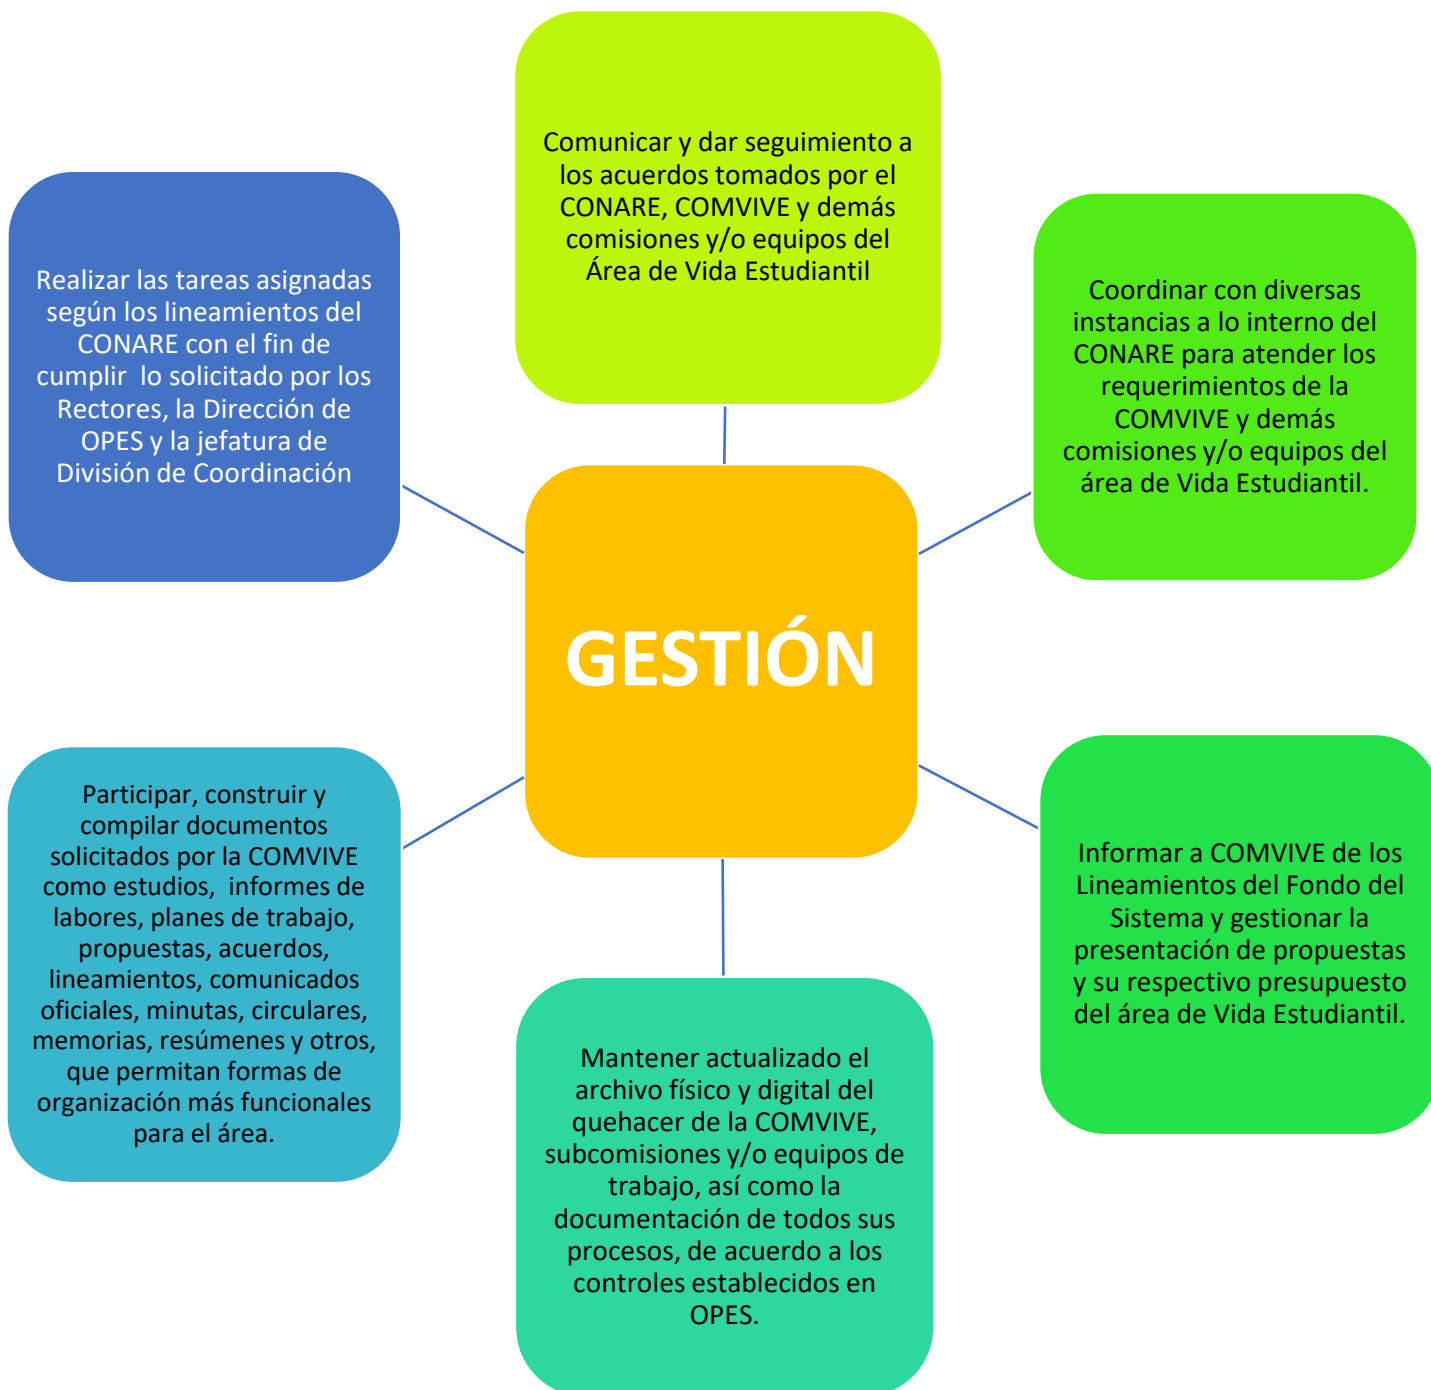 Comunicar y dar seguimiento a
los acuerdos tomados por el
CONARE, COMVIVE y demás
comisiones y/o equipos del
Área de Vida Estudiantil
Coordinar con diversas
instancias a lo interno del
CONARE para atender los
requerimientos de la
COMVIVE y demás
comisiones y/o equipos del
área de Vida Estudiantil.
Informar a COMVIVE de los
Lineamientos del Fondo del
Sistema y gestionar la
presentación de propuestas
y su respectivo presupuesto
del área de Vida Estudiantil.
Mantener actualizado el
archivo físico y digital del
quehacer de la COMVIVE,
subcomisiones y/o equipos de
trabajo, así como la
documentación de todos sus
procesos, de acuerdo a los
controles establecidos en
OPES.
Participar, construir y
compilar documentos
solicitados por la COMVIVE
como estudios,  informes de
labores, planes de trabajo,
propuestas, acuerdos,
lineamientos, comunicados
oficiales, minutas, circulares,
memorias, resúmenes y otros,
que permitan formas de
organización más funcionales
para el área.
Realizar las tareas asignadas
según los lineamientos del
CONARE con el fin de
cumplir  lo solicitado por los
Rectores, la Dirección de
OPES y la jefatura de
División de Coordinación
GESTIÓN